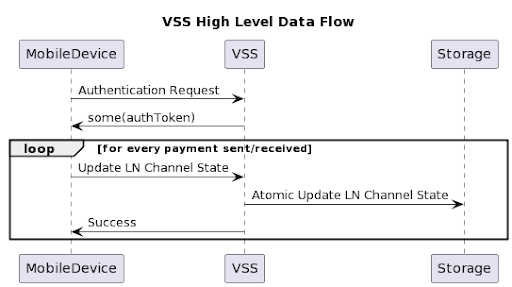 VSS High Level Data Flow
MobileDevice VSS Storage
Authentication Request
some(authToken)
loop [for every payment sent/received]
Update LN Channel State
Atomic Update LN Channel State
Success
MobileDevice VSS Storage